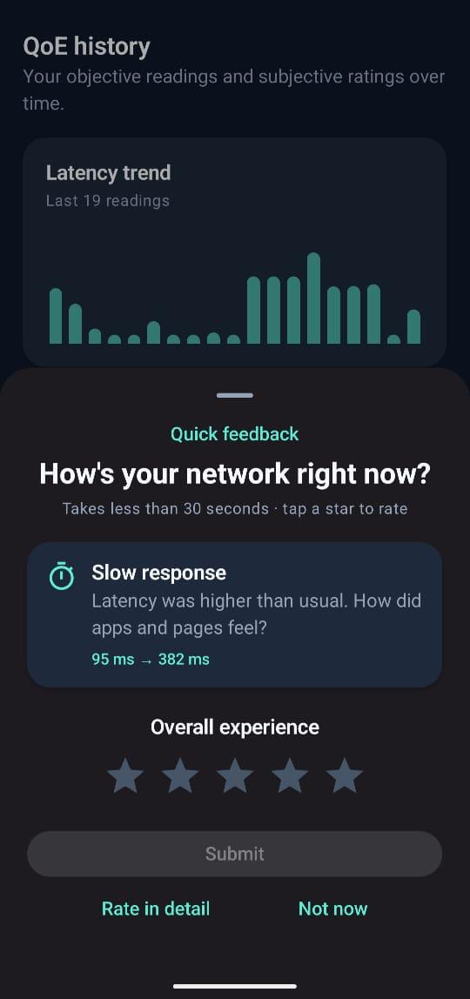 QoE history
Your objective readings and subjective ratings over
time.
Latency trend
Last 19 readings
Quick feedback
How's your network right now?
Takes less than 30 seconds · tap a star to rate
Slow response
Latency was higher than usual. How did
apps and pages feel?
95 ms → 382 ms
Overall experience
Submit
Rate in detail
Not now